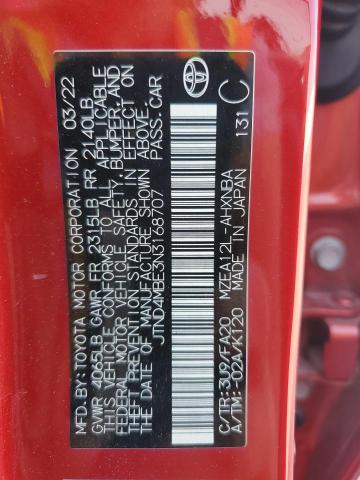 MFD.BY:TOYOTA MOTOR CORPORATION 03/22
GVWR 4065LB GAWR FR 2315LB RR 2140LB
THIS VEHICLE CONFORMS TO ALL APPLICABLE
FEDERAL MOTOR VEHICLE SAFETY, BUMPER, AND
THEFT PREVENTION STANDARDS IN EFFECT ON
THE DATE OF MANUFACTURE SHOWN ABOVE.
JTND4MBE3N3168707 PASS.CAR
C/TR:3U9/FA20 MZEA12L-AHXNBA
A/TM:-02A/K120 MADE IN JAPAN 131
C